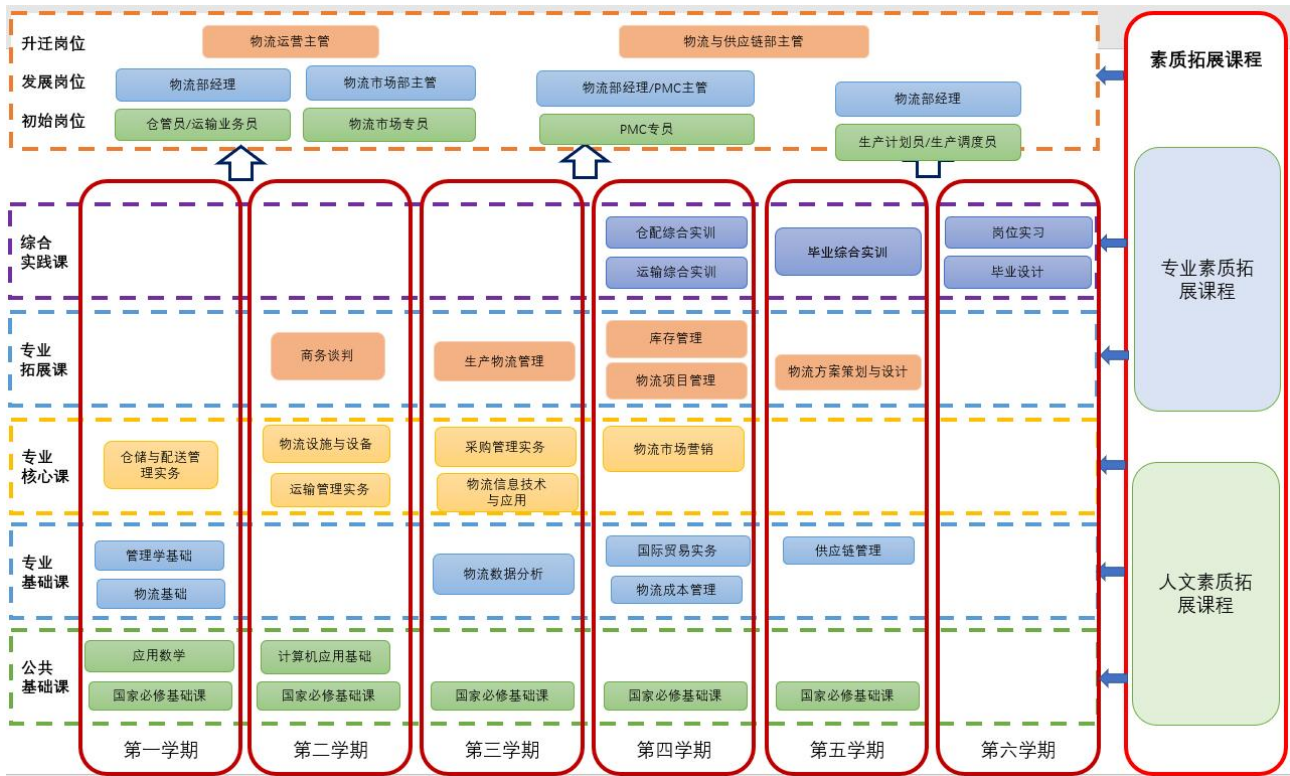 升迁岗位
物流运营主管
物流与供应链部主管
发展岗位
物流部经理
物流市场部主管
物流部经理/PMC主管
物流部经理
初始岗位
仓管员/运输业务员
物流市场专员
PMC专员
生产计划员/生产调度员
综合
实践课
仓配综合实训
运输综合实训
毕业综合实训
岗位实习
毕业设计
专业
拓展课
商务谈判
生产物流管理
库存管理
物流项目管理
物流方案策划与设计
专业
核心课
仓储与配送管
理实务
物流设施与设备
运输管理实务
采购管理实务
物流信息技术
与应用
物流市场营销
专业
基础课
管理学基础
物流基础
物流数据分析
国际贸易实务
物流成本管理
供应链管理
公共
基础课
应用数学
国家必修基础课
计算机应用基础
国家必修基础课
国家必修基础课
国家必修基础课
国家必修基础课
第一学期
第二学期
第三学期
第四学期
第五学期
第六学期
素质拓展课程
专业素质拓
展课程
人文素质拓
展课程